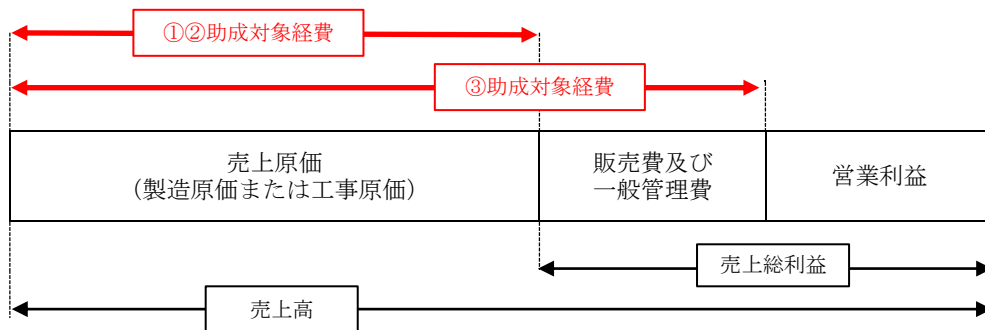 ①②助成対象経費
③助成対象経費
売上原価
（製造原価または工事原価）
販売費及び
一般管理費
営業利益
売上総利益
売上高